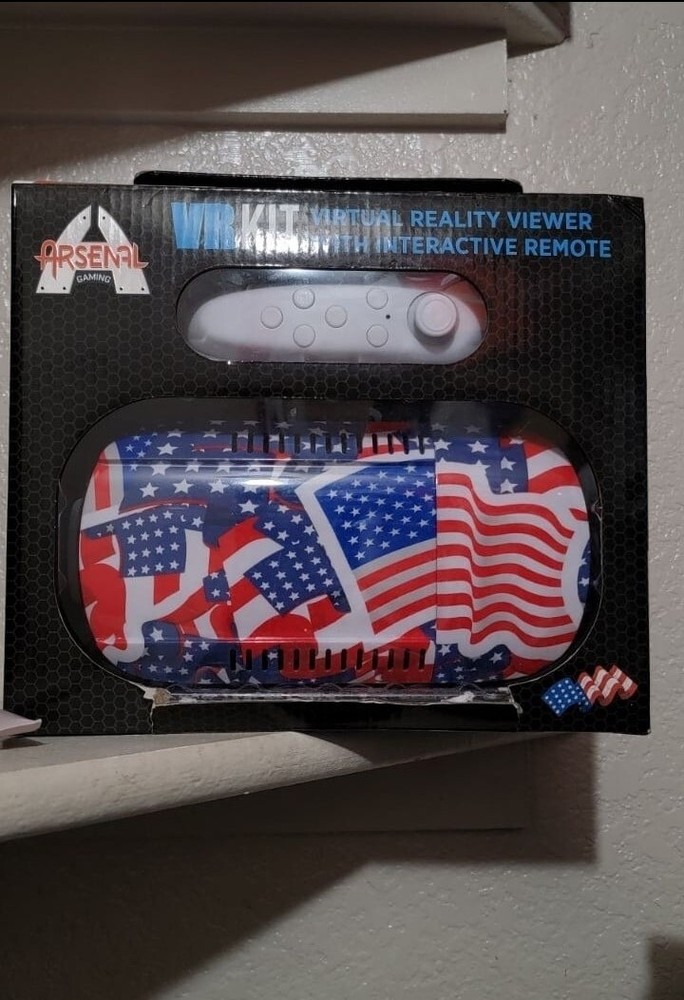 ARSENAL
GAMING
VR KIT VIRTUAL REALITY VIEWER
WITH INTERACTIVE REMOTE